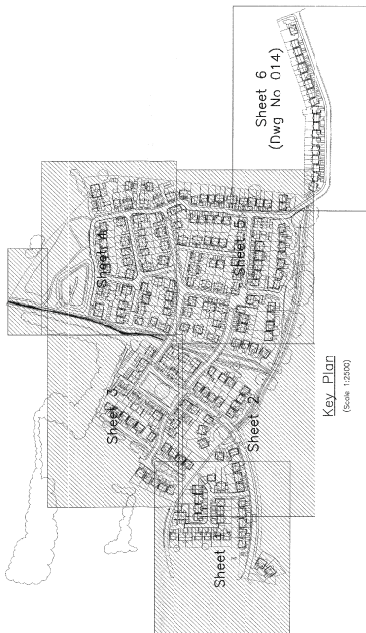 Sheet 6
(Dwg No 014)
Sheet 4
Sheet 5
Sheet 3
Sheet 2
Sheet
Key Plan
(Scale 1:2500)